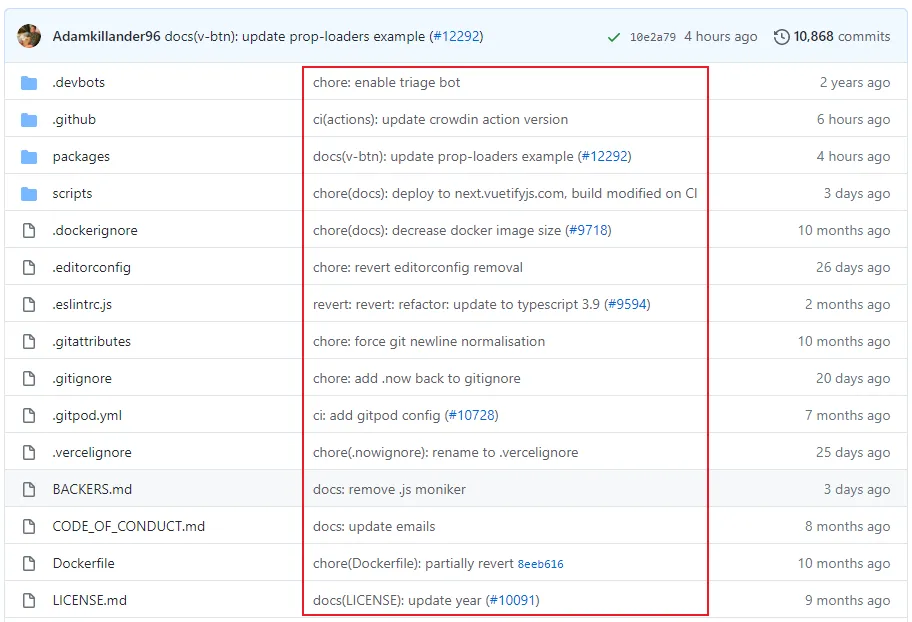 Adamkillander96 docs(v-btn): update prop-loaders example (#12292) 10e2a79 4 hours ago 10,868 commits
.devbots chore: enable triage bot 2 years ago
.github ci(actions): update crowdin action version 6 hours ago
packages docs(v-btn): update prop-loaders example (#12292) 4 hours ago
scripts chore(docs): deploy to next.vuetifyjs.com, build modified on CI 3 days ago
.dockerignore chore(docs): decrease docker image size (#9718) 10 months ago
.editorconfig chore: revert editorconfig removal 26 days ago
.eslintrc.js revert: revert: refactor: update to typescript 3.9 (#9594) 2 months ago
.gitattributes chore: force git newline normalisation 10 months ago
.gitignore chore: add .now back to gitignore 20 days ago
.gitpod.yml ci: add gitpod config (#10728) 7 months ago
.vercelignore chore(.nowignore): rename to .vercelignore 25 days ago
BACKERS.md docs: remove .js moniker 3 days ago
CODE_OF_CONDUCT.md docs: update emails 8 months ago
Dockerfile chore(Dockerfile): partially revert 8eeb616 10 months ago
LICENSE.md docs(LICENSE): update year (#10091) 9 months ago